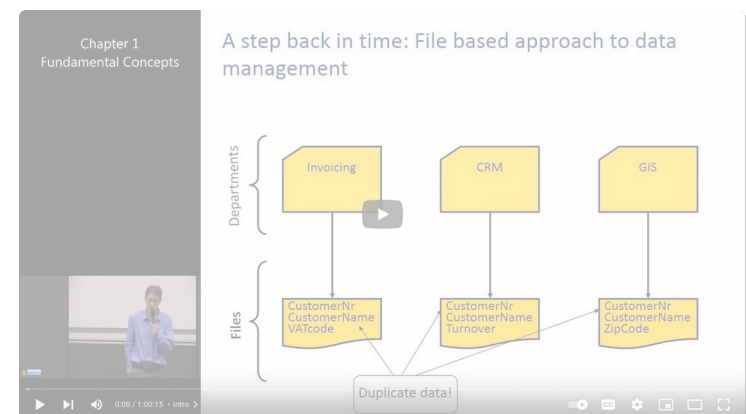 Chapter 1
Fundamental Concepts
A step back in time: File based approach to data
management
Departments
Invoicing
CRM
GIS
Files
CustomerNr
CustomerName
VATcode
CustomerNr
CustomerName
Turnover
CustomerNr
CustomerName
ZipCode
Duplicate data!
0:00 / 1:00:15 • Intro >
CC